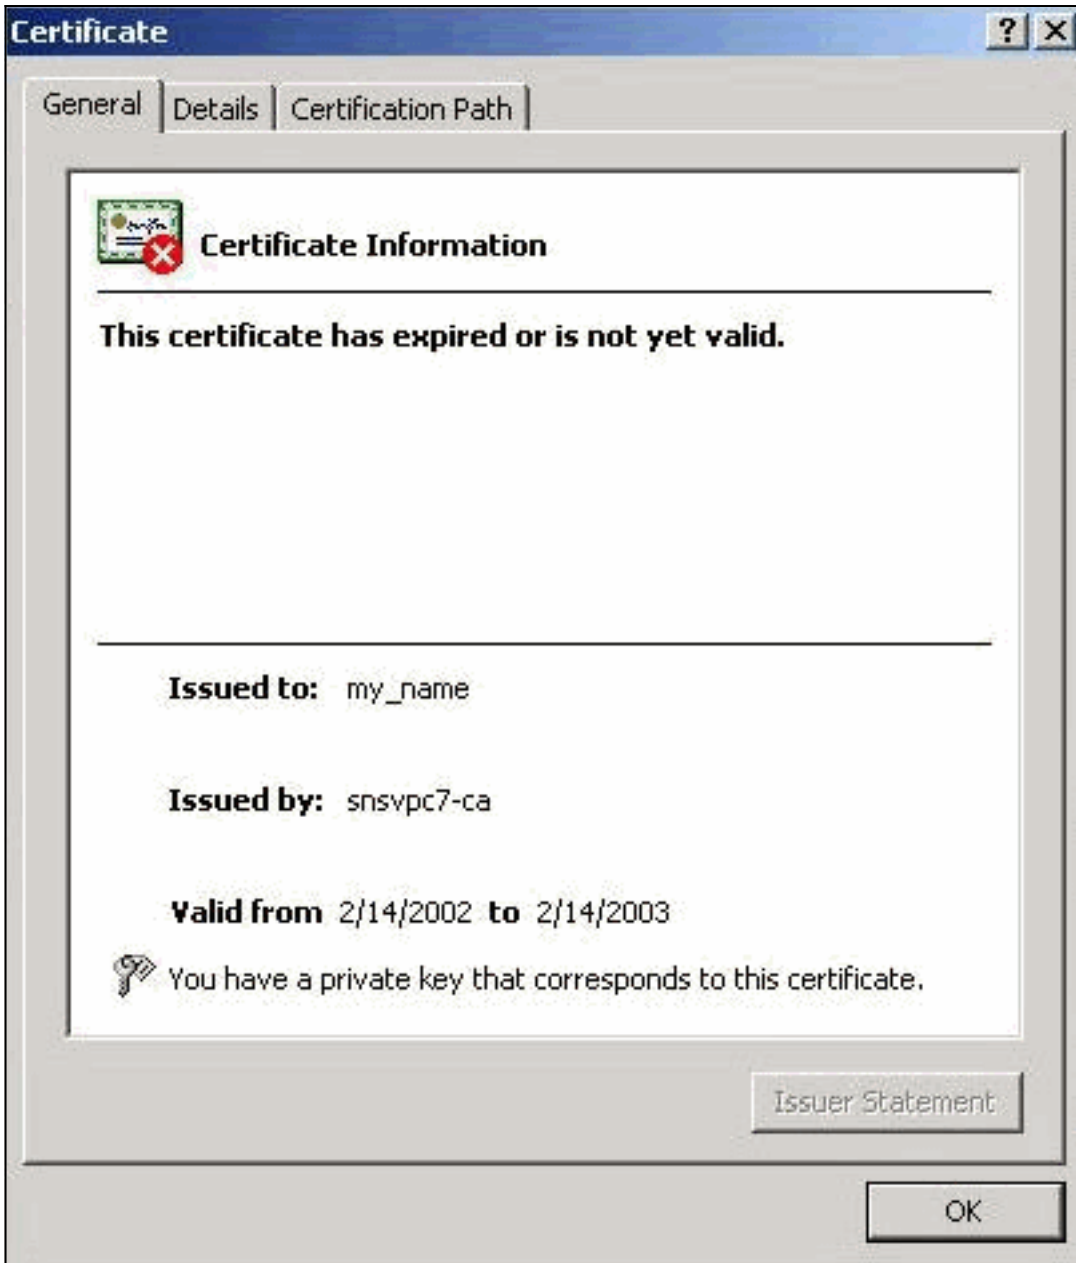 Certificate
General Details Certification Path
Certificate Information
This certificate has expired or is not yet valid.
Issued to: my_name
Issued by: snsvpc7-ca
Valid from 2/14/2002 to 2/14/2003
You have a private key that corresponds to this certificate.
Issuer Statement
OK